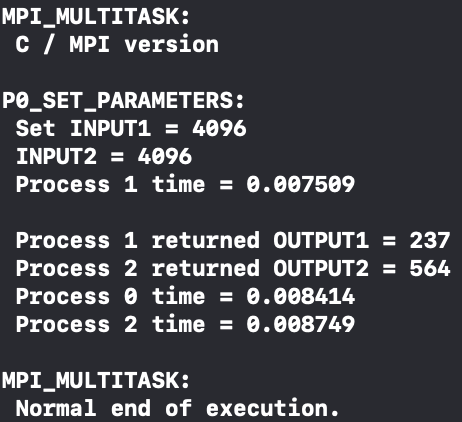 MPI_MULTITASK:
C / MPI version
P0_SET_PARAMETERS:
Set INPUT1 = 4096
INPUT2 = 4096
Process 1 time = 0.007509
Process 1 returned OUTPUT1 = 237
Process 2 returned OUTPUT2 = 564
Process 0 time = 0.008414
Process 2 time = 0.008749
MPI_MULTITASK:
Normal end of execution.